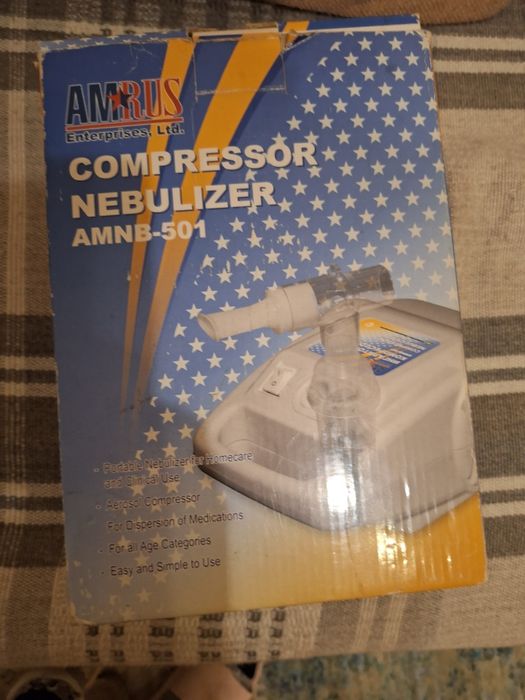 AMRUS
Enterprises, Ltd.
COMPRESSOR
NEBULIZER
AMNB-501
- Portable Nebulizer for Homecare
and Clinical Use
- Aerosol Compressor
For Dispersion of Medications
- For all Age Categories
- Easy and Simple to Use